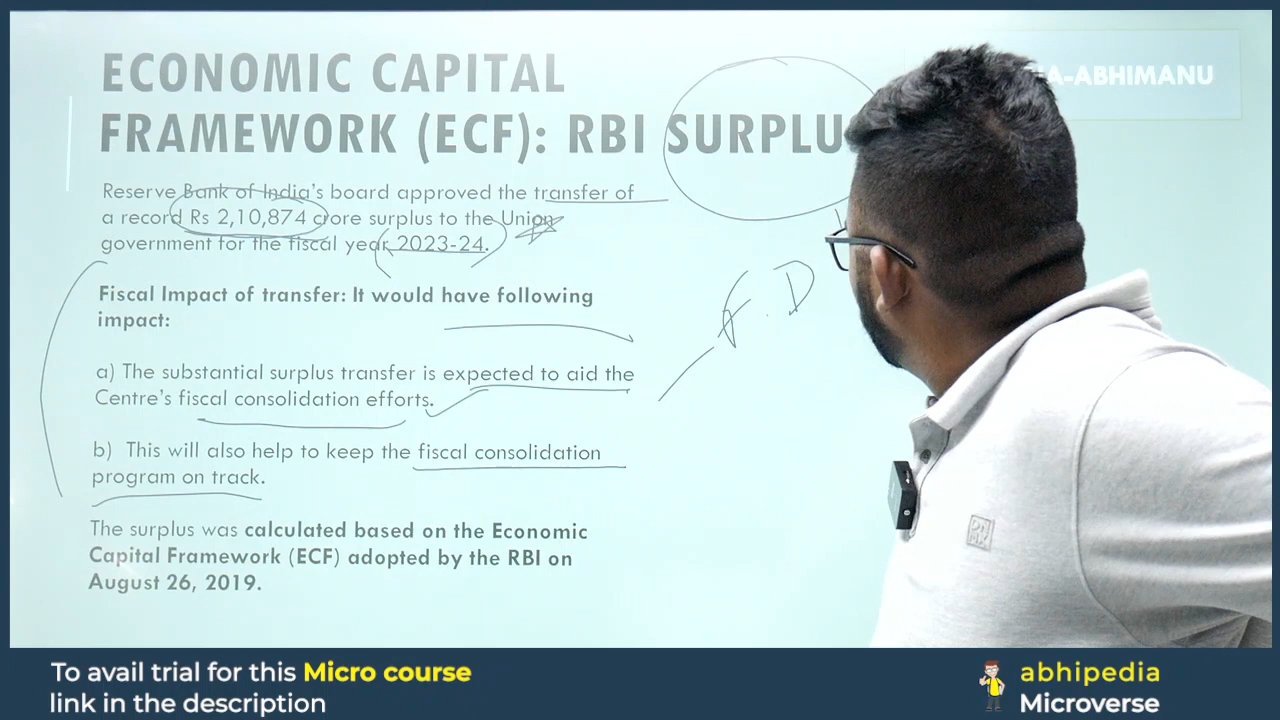 ECONOMIC CAPITAL
FRAMEWORK (ECF): RBI SURPLU
A-ABHIMANU
Reserve Bank of India's board approved the transfer of
a record Rs 2,10,874 crore surplus to the Union
government for the fiscal year 2023-24.
Fiscal Impact of transfer: It would have following
impact:
a) The substantial surplus transfer is expected to aid the
Centre's fiscal consolidation efforts.
b) This will also help to keep the fiscal consolidation
program on track.
The surplus was calculated based on the Economic
Capital Framework (ECF) adopted by the RBI on
August 26, 2019.
F.D
To avail trial for this Micro course
link in the description
abhipedia
Microverse